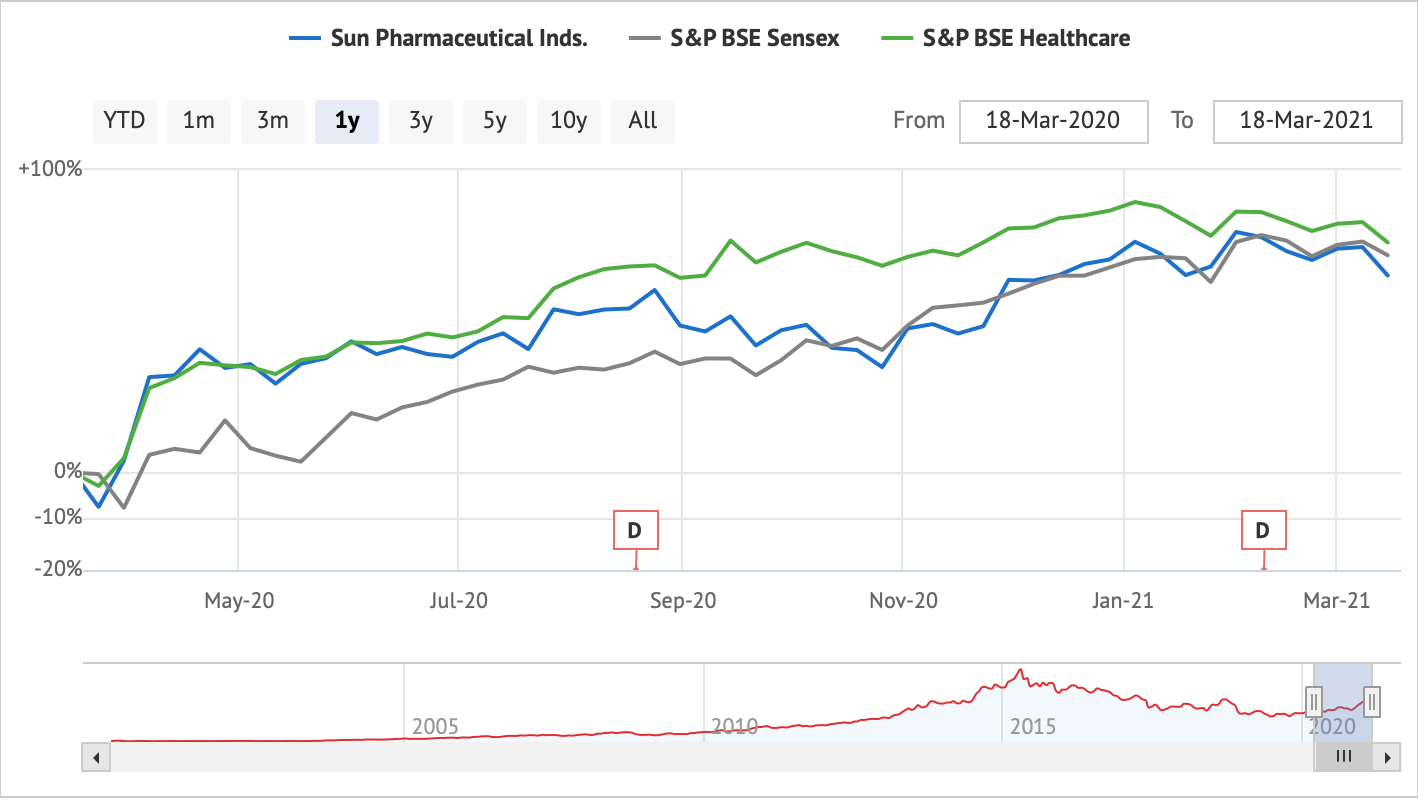 Sun Pharmaceutical Inds. S&P BSE Sensex S&P BSE Healthcare
YTD 1m 3m 1y 3y 5y 10y All From 18-Mar-2020 To 18-Mar-2021
+100%
0%
-10%
D D
-20%
May-20 Jul-20 Sep-20 Nov-20 Jan-21 Mar-21
2005 2010 2015 2020